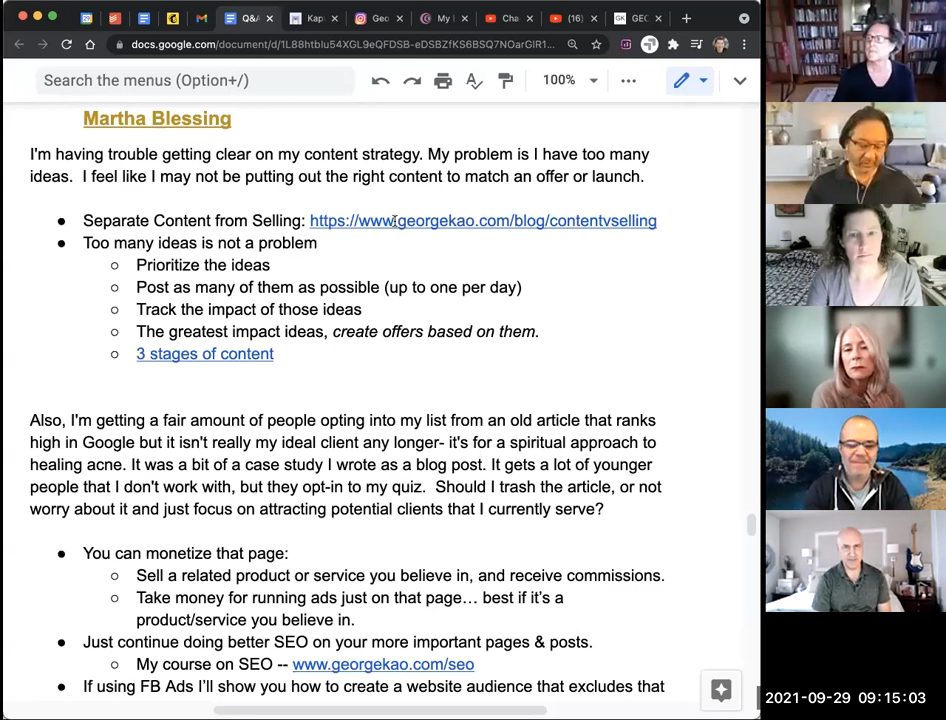 Q&A
Kap
Geo
My l
Cha
(16)
GK
GEO
docs.google.com/document/d/1L88htblu54XGL9eQFDSB-eDSBZfKS6BSQ7NOarGlR1...
Search the menus (Option+/)
100%
Martha Blessing
I'm having trouble getting clear on my content strategy. My problem is I have too many
ideas.  I feel like I may not be putting out the right content to match an offer or launch.
● Separate Content from Selling: https://www.georgekao.com/blog/contentvselling
● Too many ideas is not a problem
○ Prioritize the ideas
○ Post as many of them as possible (up to one per day)
○ Track the impact of those ideas
○ The greatest impact ideas, create offers based on them.
○ 3 stages of content
Also, I'm getting a fair amount of people opting into my list from an old article that ranks
high in Google but it isn't really my ideal client any longer- it's for a spiritual approach to
healing acne. It was a bit of a case study I wrote as a blog post. It gets a lot of younger
people that I don't work with, but they opt-in to my quiz.  Should I trash the article, or not
worry about it and just focus on attracting potential clients that I currently serve?
● You can monetize that page:
○ Sell a related product or service you believe in, and receive commissions.
○ Take money for running ads just on that page… best if it's a
product/service you believe in.
● Just continue doing better SEO on your more important pages & posts.
○ My course on SEO -- www.georgekao.com/seo
● If using FB Ads I'll show you how to create a website audience that excludes that
2021-09-29 09:15:03